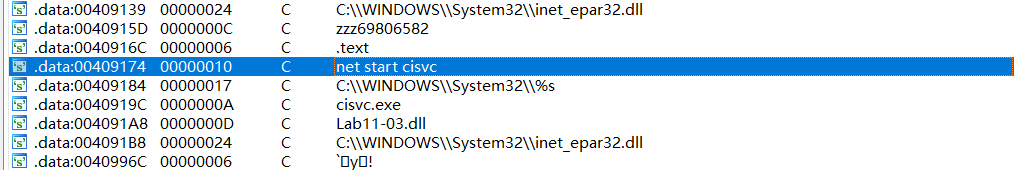 .data:00409139 00000024 C C:\\WINDOWS\\System32\\inet_epar32.dll
.data:0040915D 0000000C C zzz69806582
.data:0040916C 00000006 C .text
.data:00409174 00000010 C net start cisvc
.data:00409184 00000017 C C:\\WINDOWS\\System32\\%s
.data:0040919C 0000000A C cisvc.exe
.data:004091A8 0000000D C Lab11-03.dll
.data:004091B8 00000024 C C:\\WINDOWS\\System32\\inet_epar32.dll
.data:0040996C 00000006 C `▯y▯!